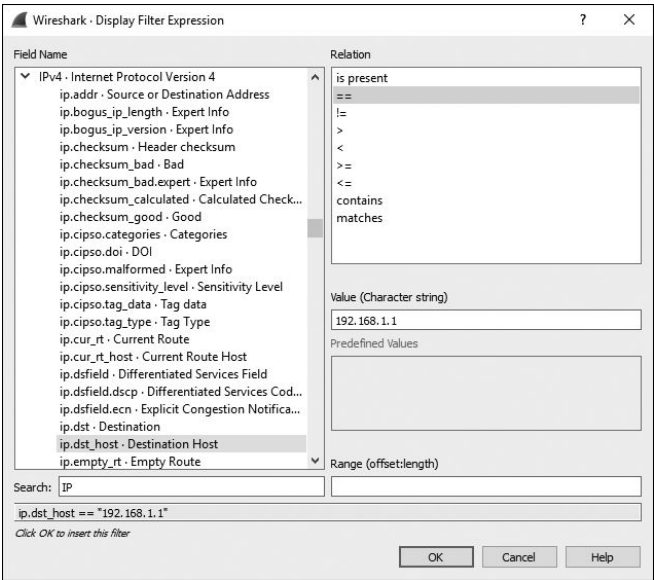 Wireshark · Display Filter Expression
Field Name
IPv4 · Internet Protocol Version 4
ip.addr · Source or Destination Address
ip.bogus_ip_length · Expert Info
ip.bogus_ip_version · Expert Info
ip.checksum · Header checksum
ip.checksum_bad · Bad
ip.checksum_bad.expert · Expert Info
ip.checksum_calculated · Calculated Check...
ip.checksum_good · Good
ip.cipso.categories · Categories
ip.cipso.doi · DOI
ip.cipso.malformed · Expert Info
ip.cipso.sensitivity_level · Sensitivity Level
ip.cipso.tag_data · Tag data
ip.cipso.tag_type · Tag Type
ip.cur_rt · Current Route
ip.cur_rt_host · Current Route Host
ip.dsfield · Differentiated Services Field
ip.dsfield.dscp · Differentiated Services Cod...
ip.dsfield.ecn · Explicit Congestion Notifica...
ip.dst · Destination
ip.dst_host · Destination Host
ip.empty_rt · Empty Route
Search: IP
Relation
is present
==
!=
>
<
>=
<=
contains
matches
Value (Character string)
192.168.1.1
Predefined Values
Range (offset:length)
ip.dst_host == "192.168.1.1"
Click OK to insert this filter
OK
Cancel
Help